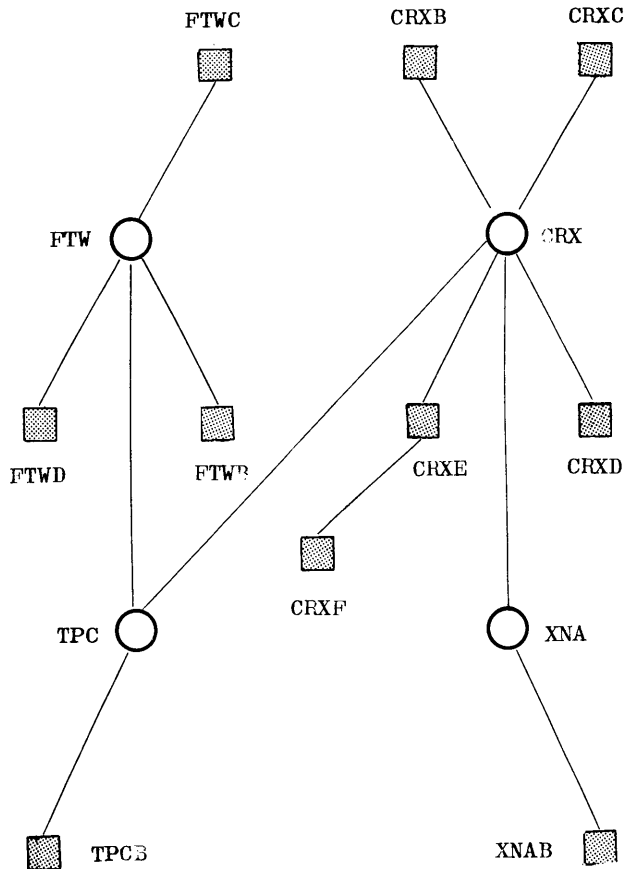 FTWC
CRXB
CRXC
FTW
CRX
FTWD
FTWB
CRXE
CRXD
CRXF
TPC
XNA
TPCB
XNAB